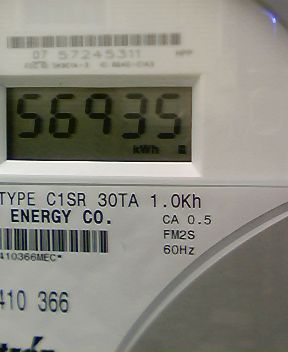 07 57245311
56935
kWh
TYPE C1SR 30TA 1.0Kh
ENERGY CO. CA 0.5
FM2S
60Hz
410366MEC*
410 366